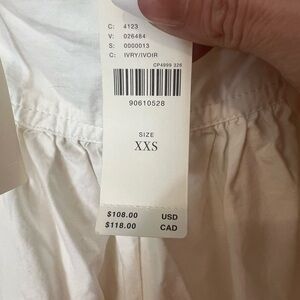 C: 4123
V: 026484
S: 0000013
C: IVRY/IVOIR
CP4999 326
90610528
SIZE
XXS
$108.00 USD
$118.00 CAD